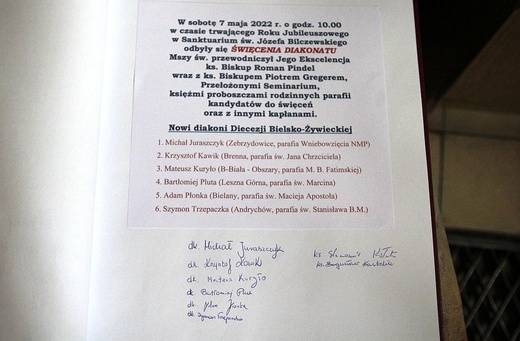 W sobotę 7 maja 2022 r. o godz. 10.00
w czasie trwającego Roku Jubileuszowego
w Sanktuarium św. Józefa Bilczewskiego
odbyły się ŚWIĘCENIA DIAKONATU
Mszy św. przewodniczył Jego Ekscelencja
ks. Biskup Roman Pindel
wraz z ks. Biskupem Piotrem Gregerem,
Przełożonymi Seminarium,
księżmi proboszczami rodzinnych parafii
kandydatów do święceń
oraz z innymi kapłanami.
Nowi diakoni Diecezji Bielsko-Żywieckiej
1. Michał Juraszczyk (Zebrzydowice, parafia Wniebowzięcia NMP)
2. Krzysztof Kawik (Brenna, parafia św. Jana Chrzciciela)
3. Mateusz Kuryło (B-Biała - Obszary, parafia M. B. Fatimskiej)
4. Bartłomiej Pluta (Leszna Górna, parafia św. Marcina)
5. Adam Płonka (Bielany, parafia św. Macieja Apostoła)
6. Szymon Trzepaczka (Andrychów, parafia św. Stanisława B.M.)
dk. Michał Juraszczyk
dk. Krzysztof Kawik
dk. Mateusz Kuryło
dk. Bartłomiej Pluta
dk. Adam Płonka
dk. Szymon Trzepaczka
ks. Sławomir
ks.